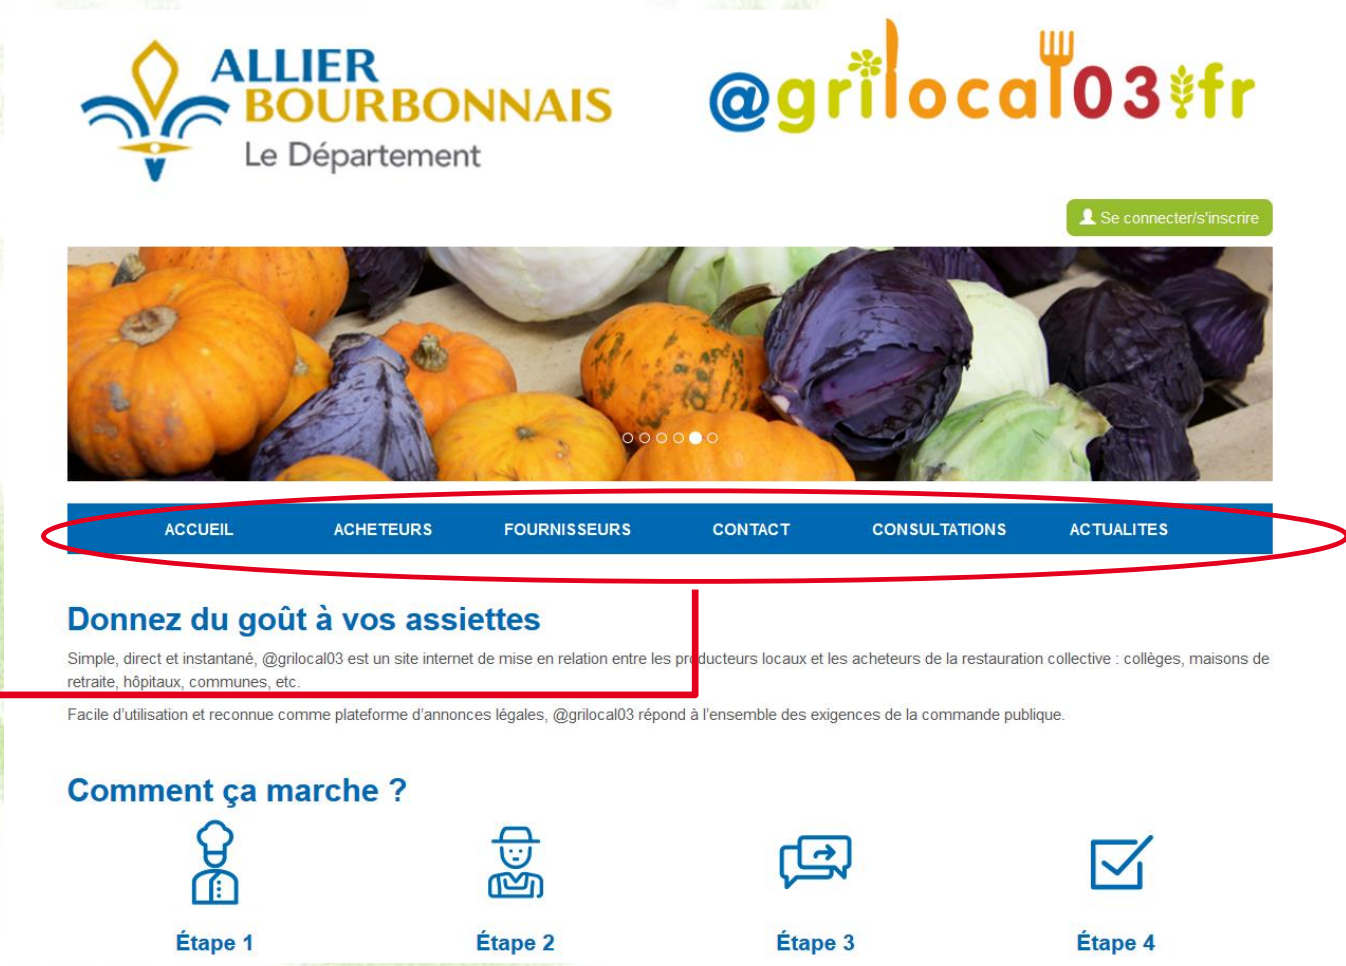 ALLIER
BOURBONNAIS
Le Département
@grilocal03fr
Se connecter/s'inscrire
ACCUEIL ACHETEURS FOURNISSEURS CONTACT CONSULTATIONS ACTUALITES
Donnez du goût à vos assiettes
Simple, direct et instantané, @grilocal03 est un site internet de mise en relation entre les producteurs locaux et les acheteurs de la restauration collective : collèges, maisons de
retraite, hôpitaux, communes, etc.
Facile d'utilisation et reconnue comme plateforme d'annonces légales, @grilocal03 répond à l'ensemble des exigences de la commande publique.
Comment ça marche ?
Étape 1 Étape 2 Étape 3 Étape 4